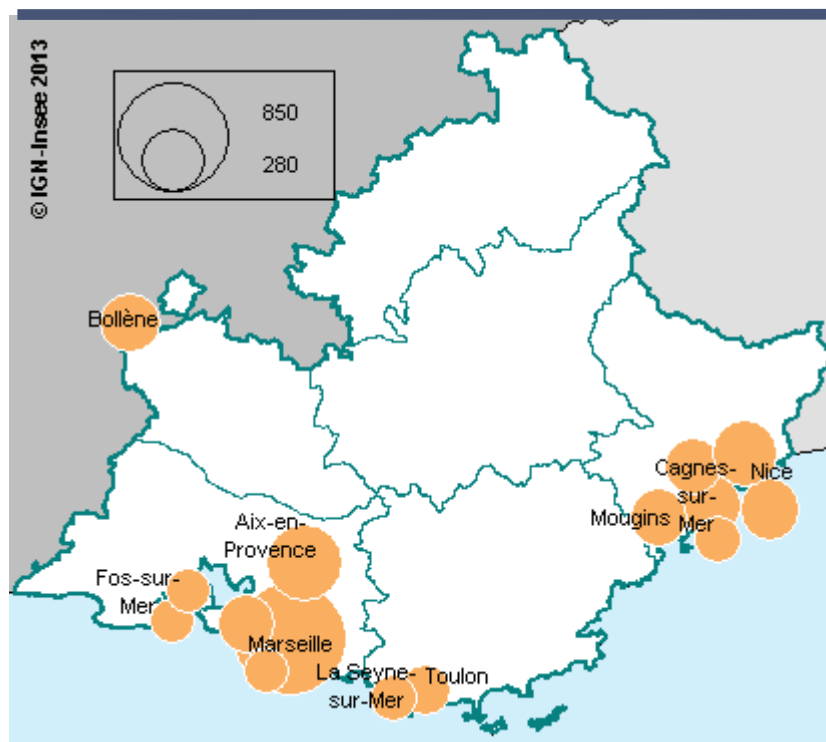 © IGN-Insee 2013
850
280
Bollène
Cagnes-
sur-
Mer
Nice
Mougins
Aix-en-
Provence
Fos-sur-
Mer
Marseille
La Seyne-
sur-Mer
Toulon